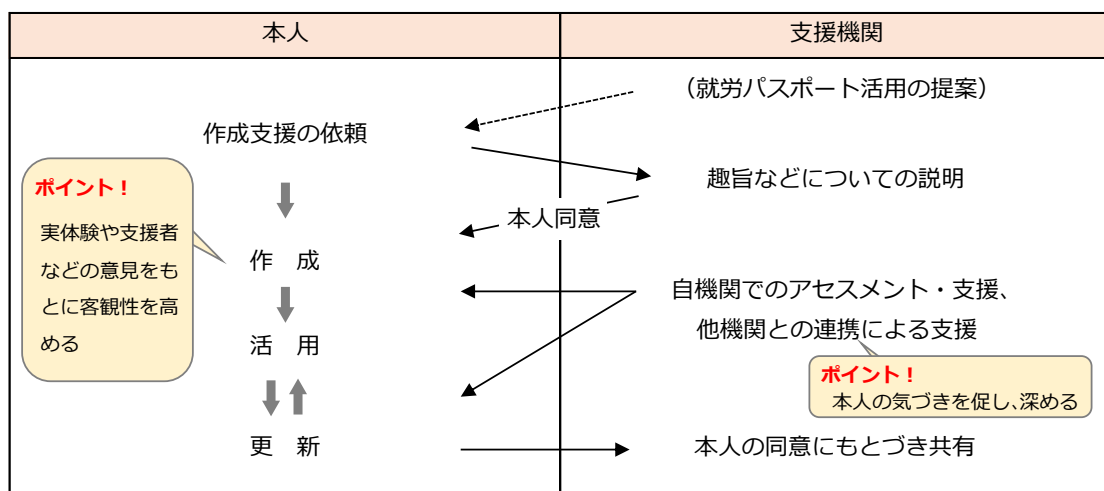 本人
支援機関
（就労パスポート活用の提案）
作成支援の依頼
趣旨などについての説明
ポイント！
実体験や支援者
などの意見をも
とに客観性を高
める
本人同意
作　成
自機関でのアセスメント・支援、
他機関との連携による支援
活　用
ポイント！
本人の気づきを促し、深める
更　新
本人の同意にもとづき共有